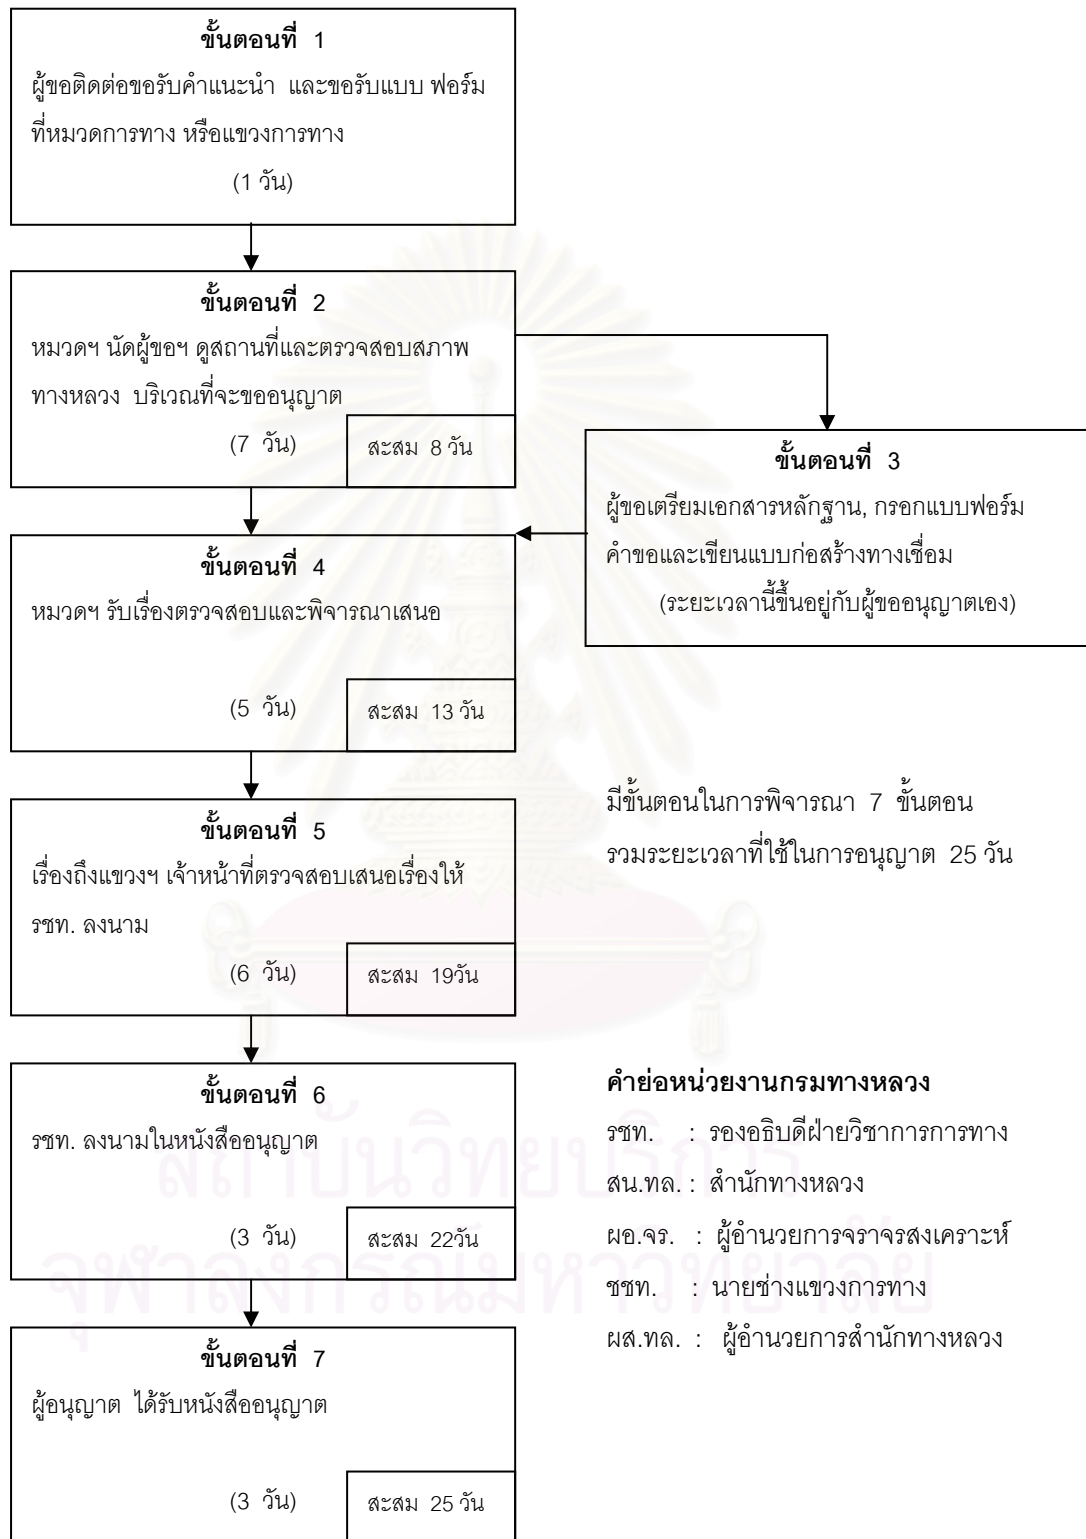 ขั้นตอนที่ 1
ผู้ขอติดต่อขอรับคำแนะนำ และขอรับแบบ ฟอร์ม
ที่หมวดการทาง หรือแขวงการทาง
(1 วัน)
ขั้นตอนที่ 2
หมวดฯ นัดผู้ขอฯ ดูสถานที่และตรวจสอบสภาพ
ทางหลวง บริเวณที่จะขออนุญาต
(7 วัน)
สะสม 8 วัน
ขั้นตอนที่ 3
ผู้ขอเตรียมเอกสารหลักฐาน, กรอกแบบฟอร์ม
คำขอและเขียนแบบก่อสร้างทางเชื่อม
(ระยะเวลานี้ขึ้นอยู่กับผู้ขออนุญาตเอง)
ขั้นตอนที่ 4
หมวดฯ รับเรื่องตรวจสอบและพิจารณาเสนอ
(5 วัน)
สะสม 13 วัน
ขั้นตอนที่ 5
เรื่องถึงแขวงฯ เจ้าหน้าที่ตรวจสอบเสนอเรื่องให้
รชท. ลงนาม
(6 วัน)
สะสม 19วัน
มีขั้นตอนในการพิจารณา 7 ขั้นตอน
รวมระยะเวลาที่ใช้ในการอนุญาต 25 วัน
ขั้นตอนที่ 6
รชท. ลงนามในหนังสืออนุญาต
(3 วัน)
สะสม 22วัน
ขั้นตอนที่ 7
ผู้อนุญาต ได้รับหนังสืออนุญาต
(3 วัน)
สะสม 25 วัน
คำย่อหน่วยงานกรมทางหลวง
รชท. : รองอธิบดีฝ่ายวิชาการการทาง
สน.ทล. : สำนักทางหลวง
ผอ.จร. : ผู้อำนวยการจราจรสงเคราะห์
ชชท. : นายช่างแขวงการทาง
ผส.ทล. : ผู้อำนวยการสำนักทางหลวง
สถาบันวิทยบริการ
จุฬาลงกรณ์มหาวิทยาลัย